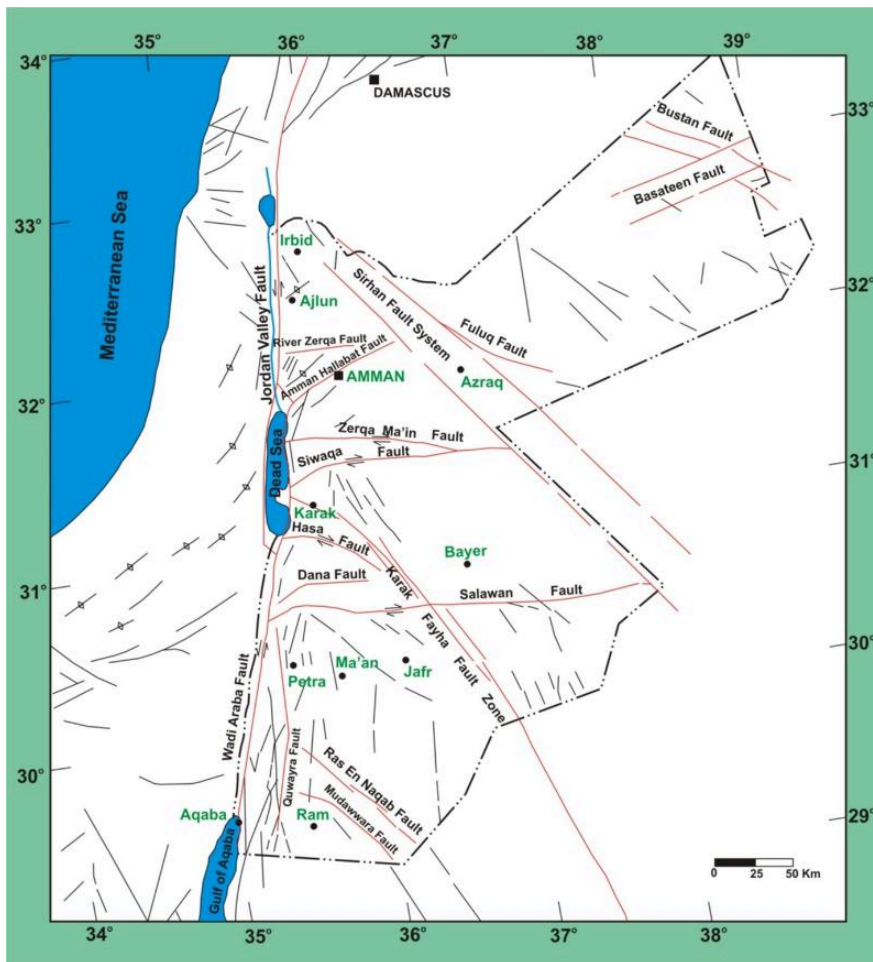 35°
36°
37°
38°
39°
34°
33°
32°
31°
30°
33°
32°
31°
30°
29°
34°
35°
36°
37°
38°
DAMASCUS
Mediterranean Sea
Bustan Fault
Basateen Fault
Irbid
Ajlun
Jordan Valley Fault
Sirhan Fault System
Fuluq Fault
River Zerqa Fault
Amman Hallabat Fault
AMMAN
Azraq
Dead Sea
Zerqa Ma'in Fault
Siwaqa Fault
Karak
Hasa Fault
Bayer
Dana Fault
Karak Fayha Fault Zone
Salawan Fault
Petra
Ma'an
Jafr
Wadi Araba Fault
Quwayra Fault
Ras En Naqab Fault
Mudawwara Fault
Aqaba
Ram
Gulf of Aqaba
0 25 50 Km